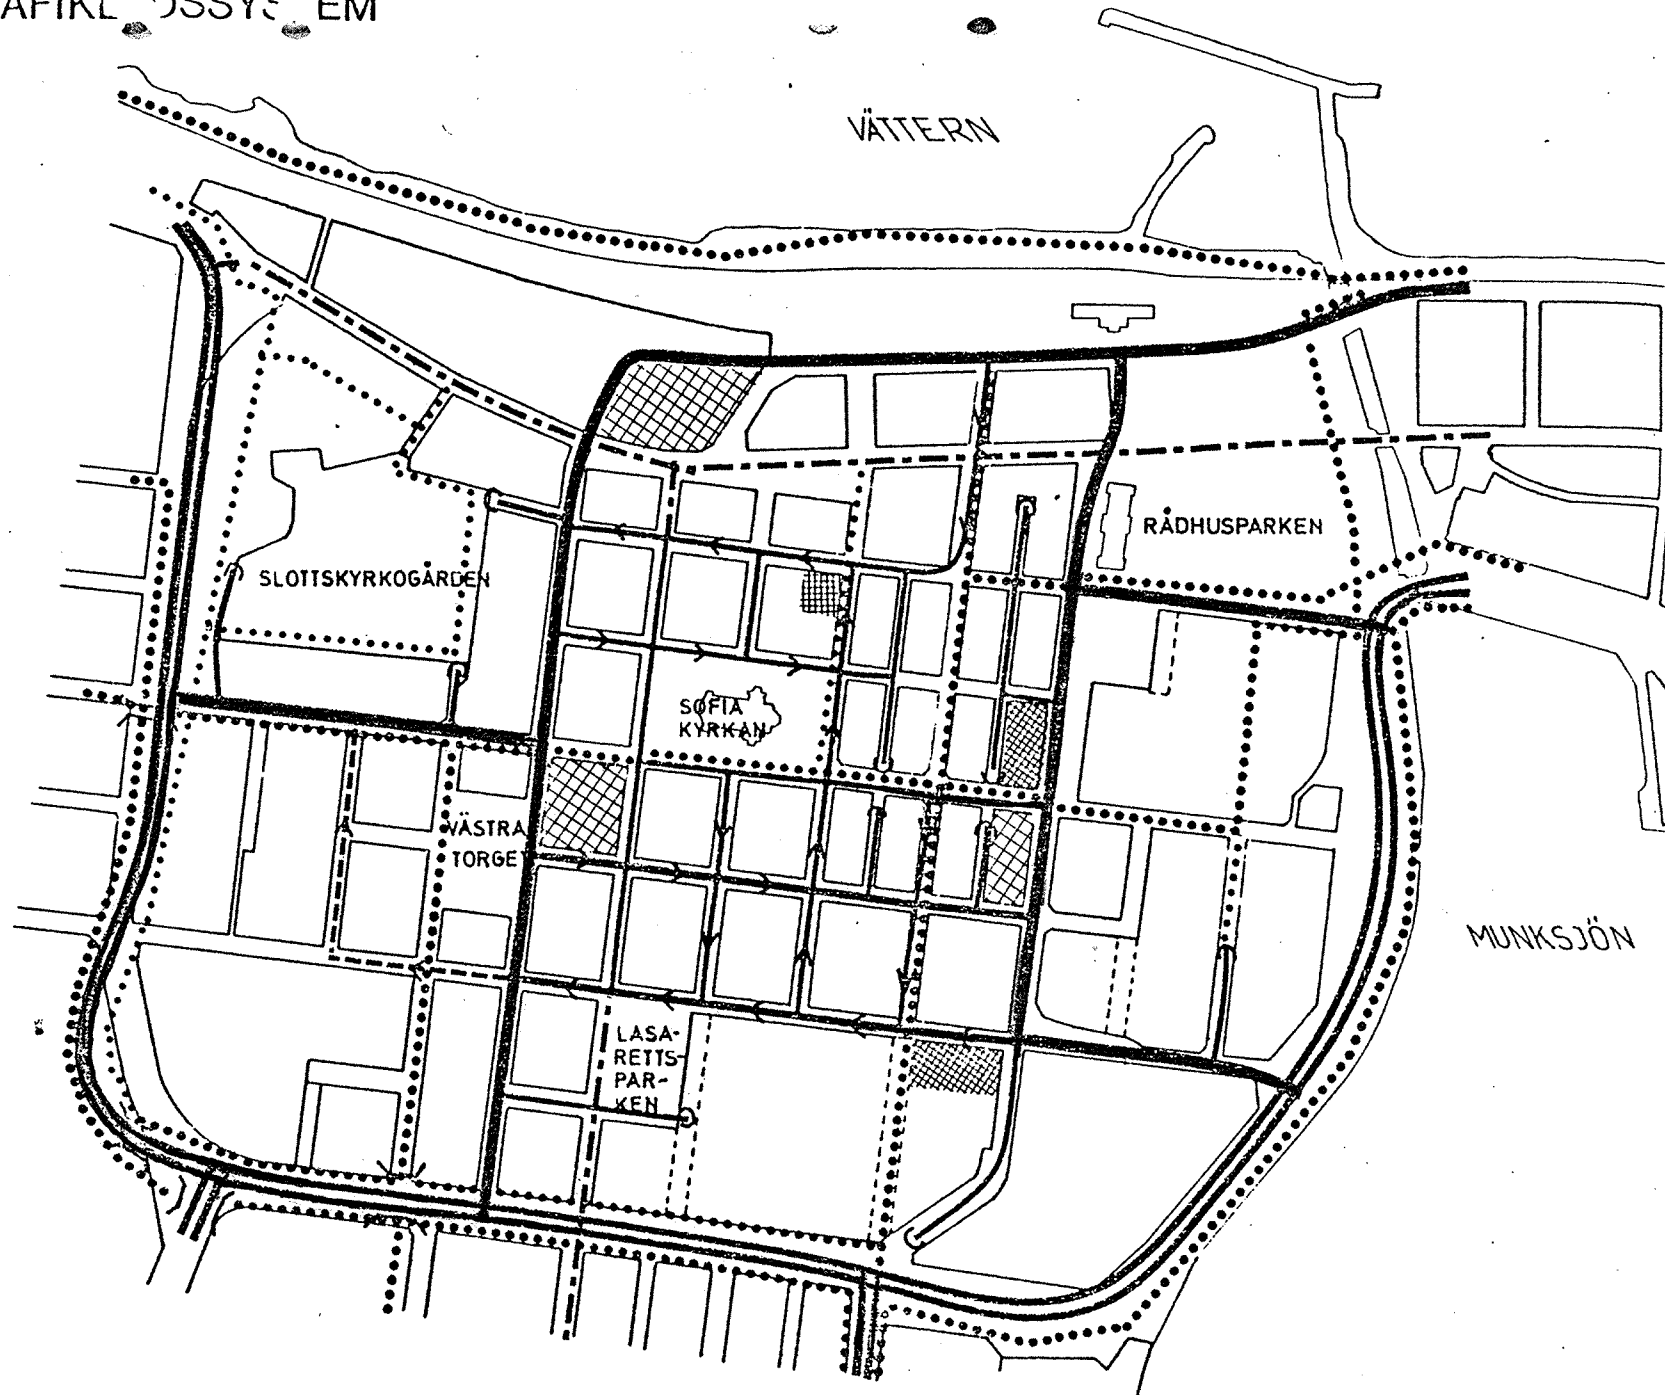 VÄTTERN
RÅDHUSPARKEN
SLOTTSKYRKOGÅRDEN
SOFIA
KYRKAN
VÄSTRA
TORGET
MUNKSJÖN
LASA-
RETTS-
PAR-
KEN